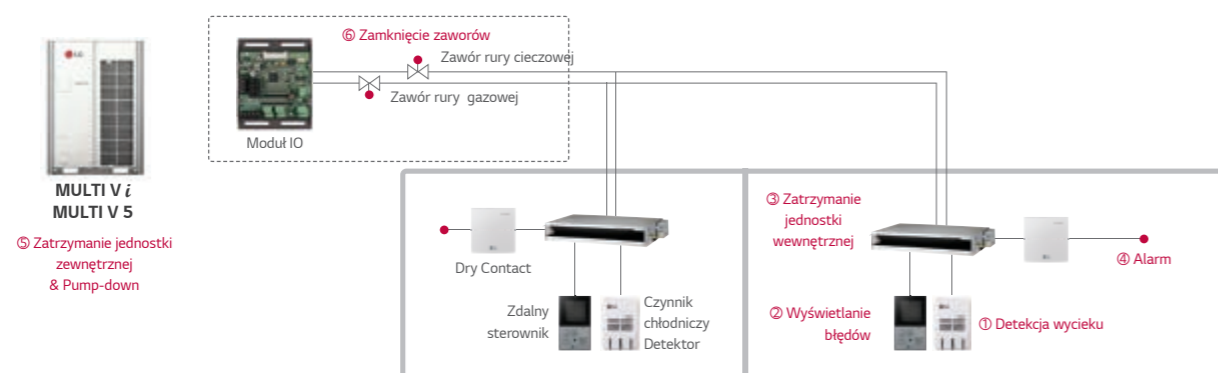 LG
MULTI V i
MULTI V 5
⑤ Zatrzymanie jednostki
zewnętrznej
& Pump-down
⑥ Zamknięcie zaworów
Zawór rury cieczowej
Zawór rury gazowej
Moduł IO
Dry Contact
Zdalny
sterownik
Czynnik
chłodniczy
Detektor
③ Zatrzymanie
jednostki
wewnętrznej
④ Alarm
② Wyświetlanie
błędów
① Detekcja wycieku